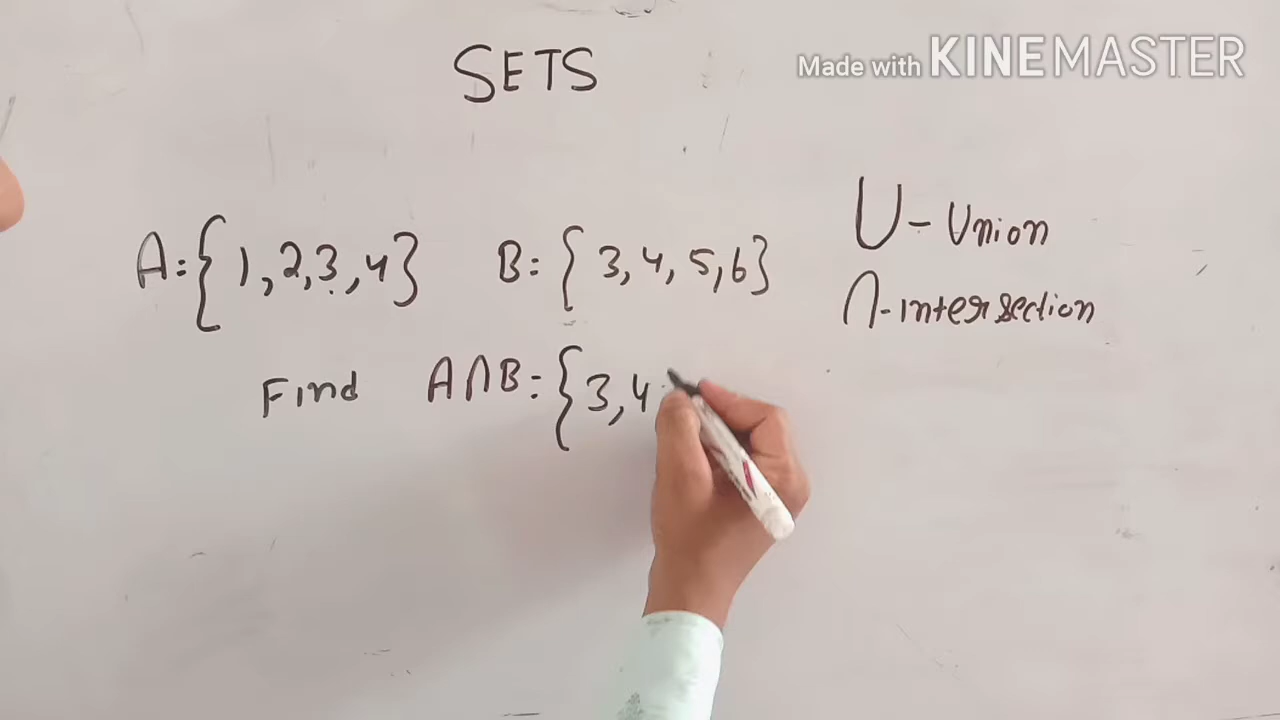 SETS
Made with KINEMASTER
A={1,2,3,4} B={3,4,5,6}
U-Union
∩-intersection
Find A∩B={3,4